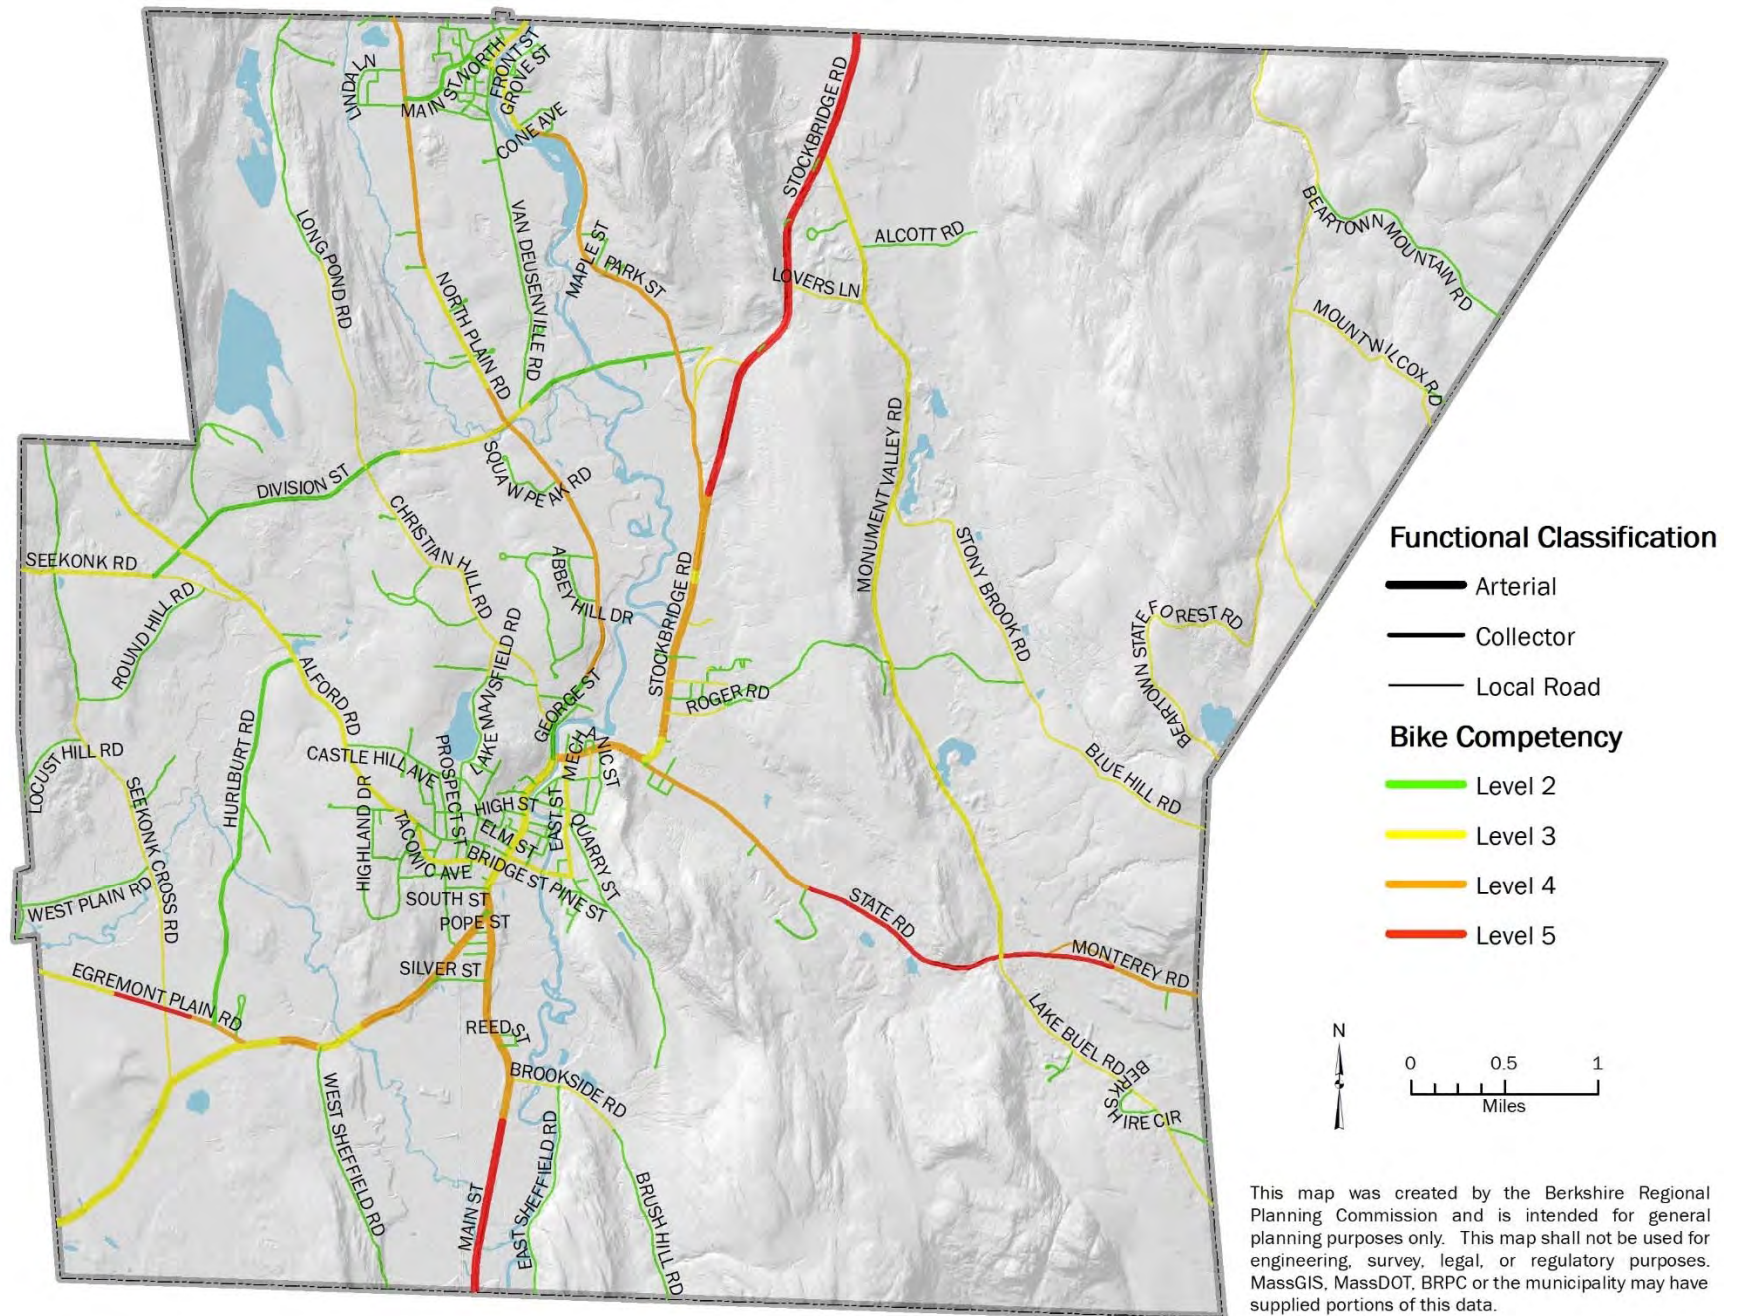 LINDA LN
MAIN ST
NORTH
FRONT ST
GROVE ST
CONE AVE
STOCKBRIDGE RD
LONG POND RD
VAN DEUSENVILLE RD
MAPLE ST
PARK ST
NORTH PLAIN RD
ALCOTT RD
LOVERS LN
BEARTOWN MOUNTAIN RD
MOUNT WILCOX RD
MONUMENT VALLEY RD
SQUAW PEAK RD
DIVISION ST
CHRISTIAN HILL RD
SEEKONK RD
ROUND HILL RD
ABBEY HILL DR
STOCKBRIDGE RD
STONY BROOK RD
BEARTOWN STATE FOREST RD
LAKE MANSFIELD RD
GEORGE ST
ROGER RD
ALFORD RD
HURLBURT RD
LOCUST HILL RD
CASTLE HILL AVE
PROSPECT ST
MECHANIC ST
BLUE HILL RD
SEEKONK CROSS RD
HIGHLAND DR
HIGH ST
ELM ST
EAST ST
QUARRY ST
TACONIC AVE
BRIDGE ST
PINE ST
WEST PLAIN RD
SOUTH ST
POPE ST
STATE RD
MONTEREY RD
SILVER ST
EGREMONT PLAIN RD
REED ST
LAKE BUEL RD
BERKSHIRE CIR
BROOKSIDE RD
WEST SHEFFIELD RD
MAIN ST
EAST SHEFFIELD RD
BRUSH HILL RD
Functional Classification
Arterial
Collector
Local Road
Bike Competency
Level 2
Level 3
Level 4
Level 5
N
0 0.5 1
Miles
This map was created by the Berkshire Regional
Planning Commission and is intended for general
planning purposes only. This map shall not be used for
engineering, survey, legal, or regulatory purposes.
MassGIS, MassDOT, BRPC or the municipality may have
supplied portions of this data.